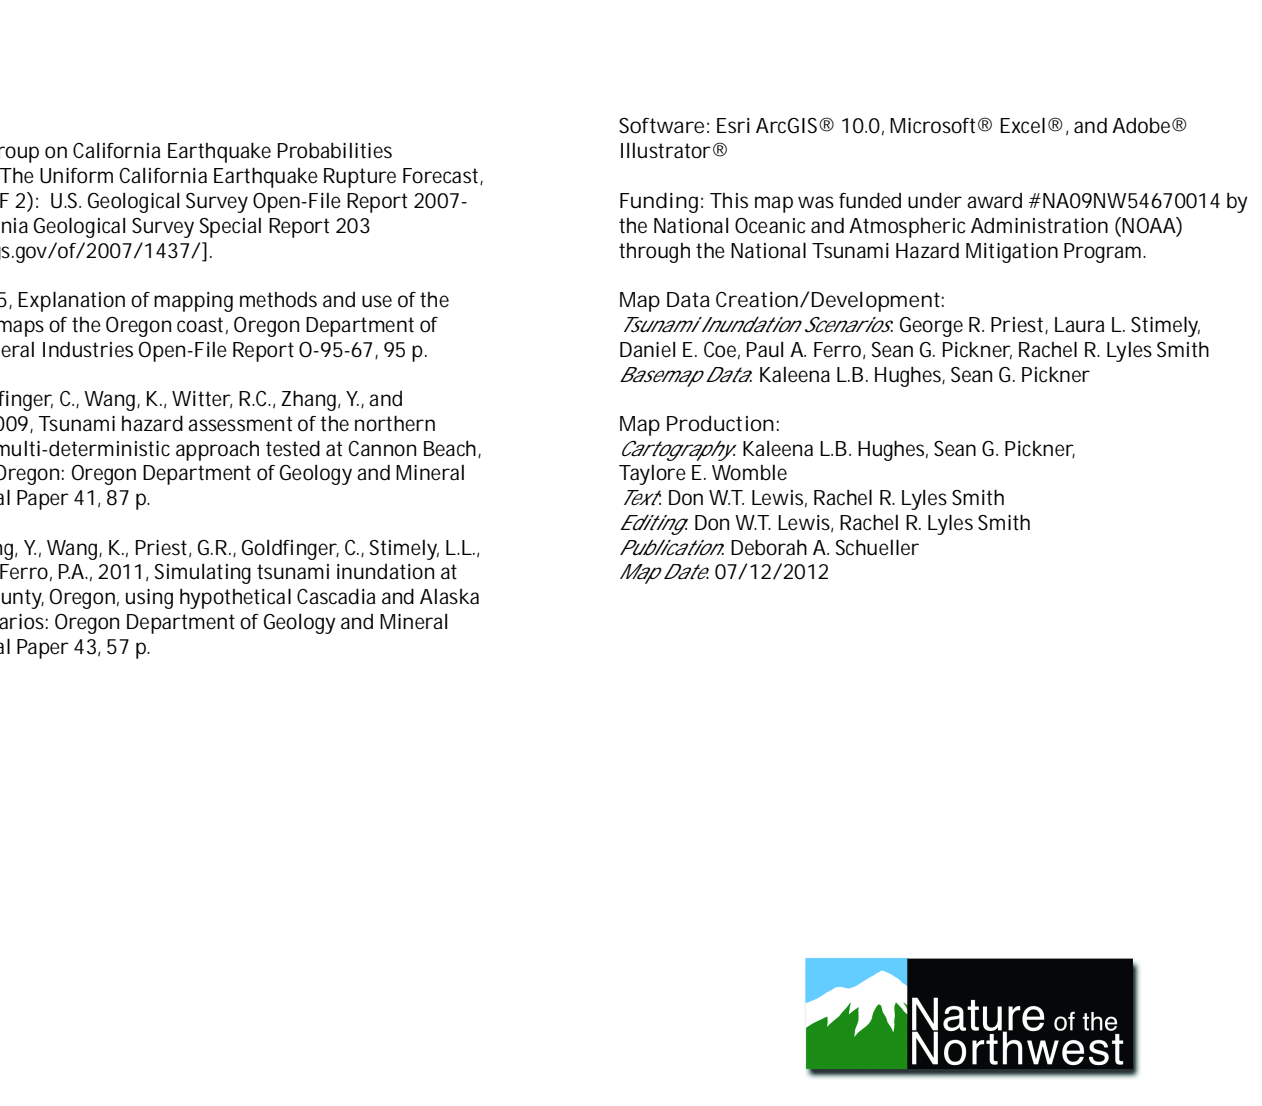 roup on California Earthquake Probabilities
The Uniform California Earthquake Rupture Forecast,
F 2): U.S. Geological Survey Open-File Report 2007-
nia Geological Survey Special Report 203
gs.gov/of/2007/1437/].
5, Explanation of mapping methods and use of the
maps of the Oregon coast, Oregon Department of
eral Industries Open-File Report O-95-67, 95 p.
finger, C., Wang, K., Witter, R.C., Zhang, Y., and
009, Tsunami hazard assessment of the northern
multi-deterministic approach tested at Cannon Beach,
Oregon: Oregon Department of Geology and Mineral
al Paper 41, 87 p.
ng, Y., Wang, K., Priest, G.R., Goldfinger, C., Stimely, L.L.,
Ferro, P.A., 2011, Simulating tsunami inundation at
unty, Oregon, using hypothetical Cascadia and Alaska
arios: Oregon Department of Geology and Mineral
al Paper 43, 57 p.
Software: Esri ArcGIS® 10.0, Microsoft® Excel®, and Adobe®
Illustrator®
Funding: This map was funded under award #NA09NW54670014 by
the National Oceanic and Atmospheric Administration (NOAA)
through the National Tsunami Hazard Mitigation Program.
Map Data Creation/Development:
Tsunami Inundation Scenarios: George R. Priest, Laura L. Stimely,
Daniel E. Coe, Paul A. Ferro, Sean G. Pickner, Rachel R. Lyles Smith
Basemap Data: Kaleena L.B. Hughes, Sean G. Pickner
Map Production:
Cartography: Kaleena L.B. Hughes, Sean G. Pickner,
Taylore E. Womble
Text: Don W.T. Lewis, Rachel R. Lyles Smith
Editing: Don W.T. Lewis, Rachel R. Lyles Smith
Publication: Deborah A. Schueller
Map Date: 07/12/2012
Nature of the
Northwest